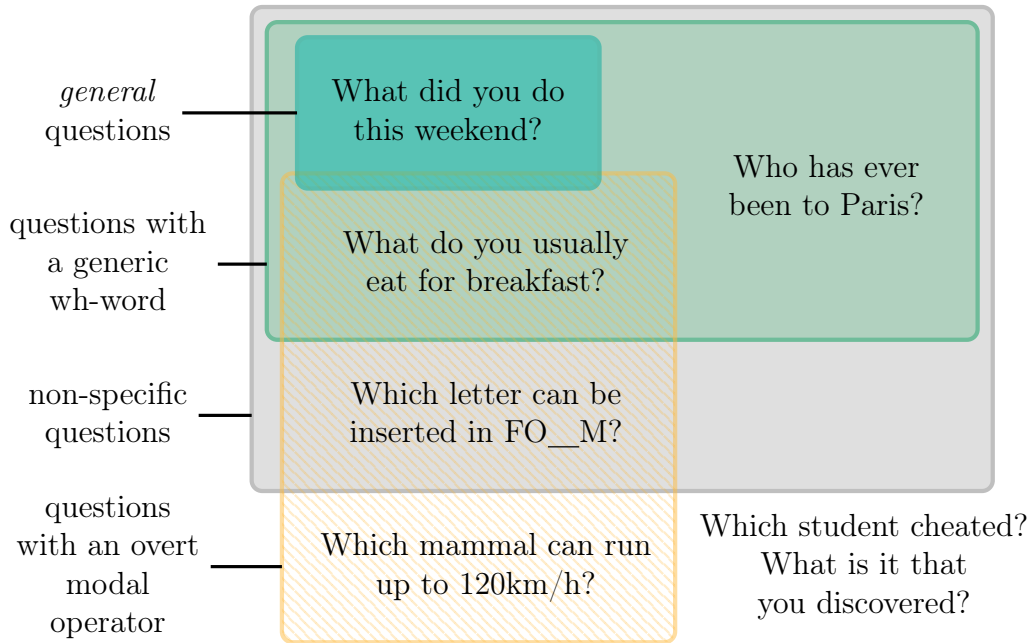 general
questions
What did you do
this weekend?
Who has ever
been to Paris?
questions with
a generic
wh-word
What do you usually
eat for breakfast?
non-specific
questions
Which letter can be
inserted in FO__M?
questions
with an overt
modal
operator
Which mammal can run
up to 120km/h?
Which student cheated?
What is it that
you discovered?